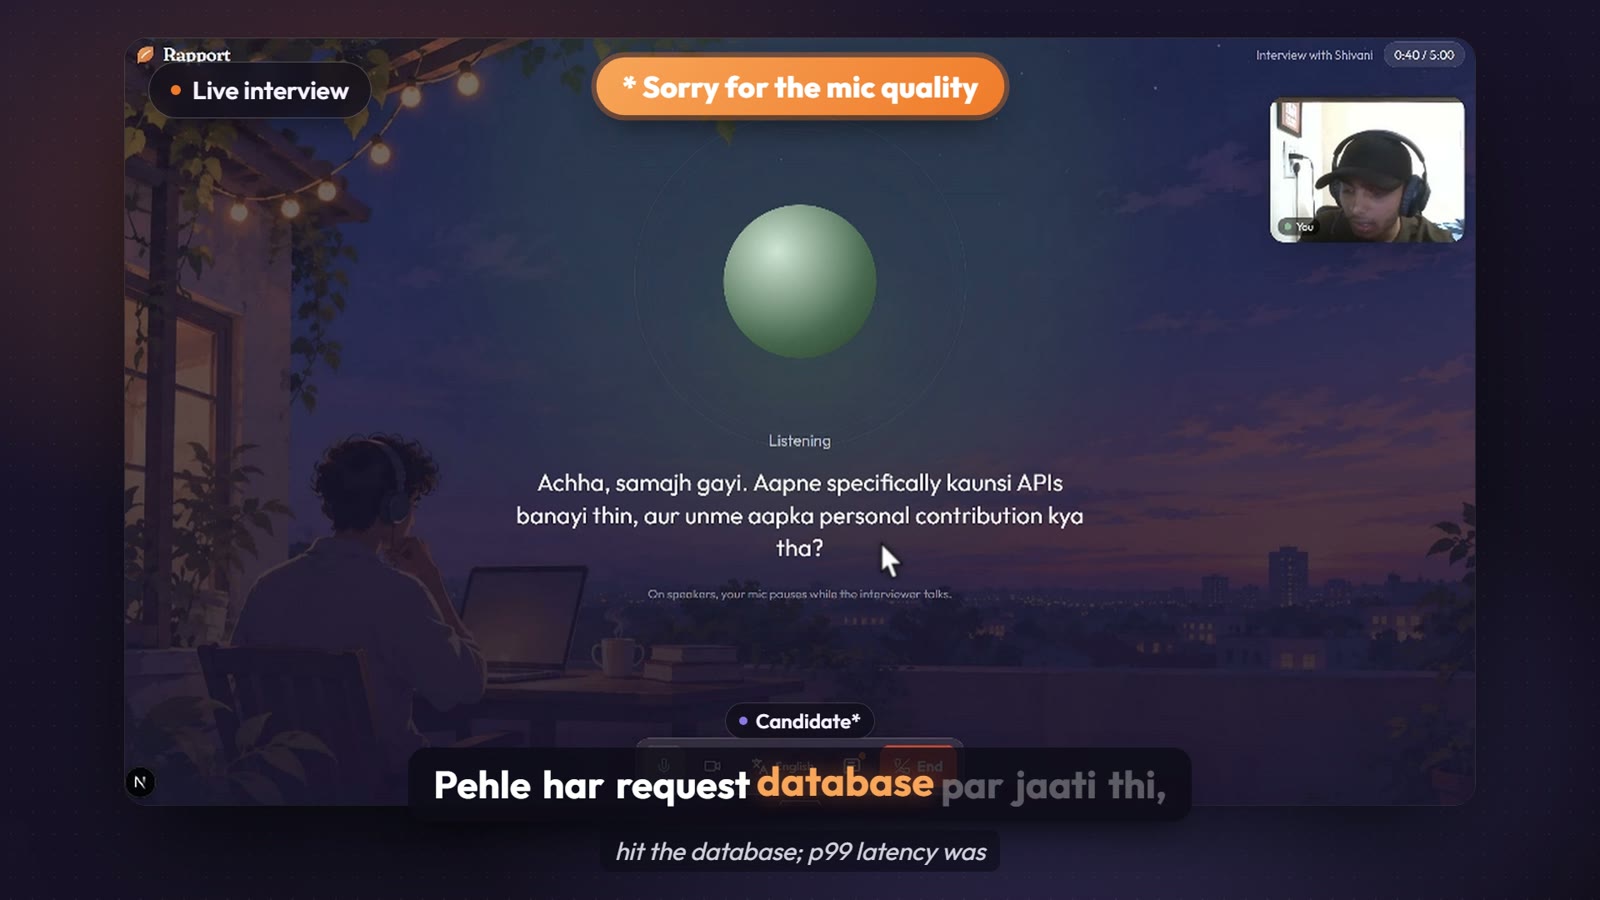 Rapport
Interview with Shivani
0:40 / 5:00
Live interview
* Sorry for the mic quality
You
Listening
Achha, samajh gayi. Aapne specifically kaunsi APIs
banayi thin, aur unme aapka personal contribution kya
tha?
On speakers, your mic pauses while the interviewer talks.
Candidate*
English
End
N
Pehle har request database par jaati thi,
hit the database; p99 latency was